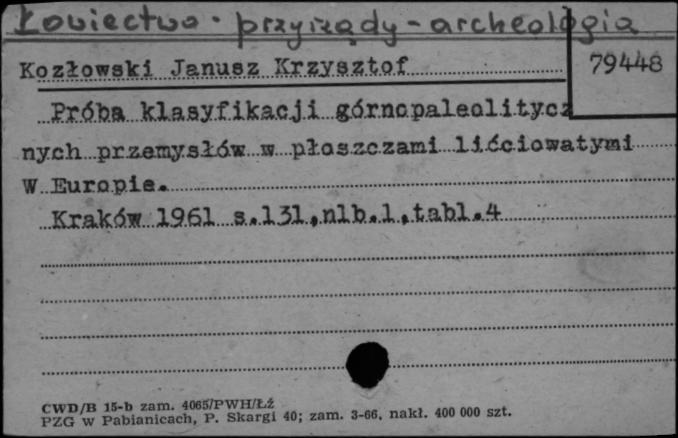 Łowiectwo - przyrządy - archeologia
Kozłowski Janusz Krzysztof
79448
Próba klasyfikacji górnopaleolitycz
nych przemysłów w płoszczami liściowatymi
W Europie.
Kraków 1961 s.131,nlb.1,tabl.4
CWD/B 15-b zam. 4065/PWH/Łź
PZG w Pabianicach, P. Skargi 40; zam. 3-66, nakł. 400 000 szt.